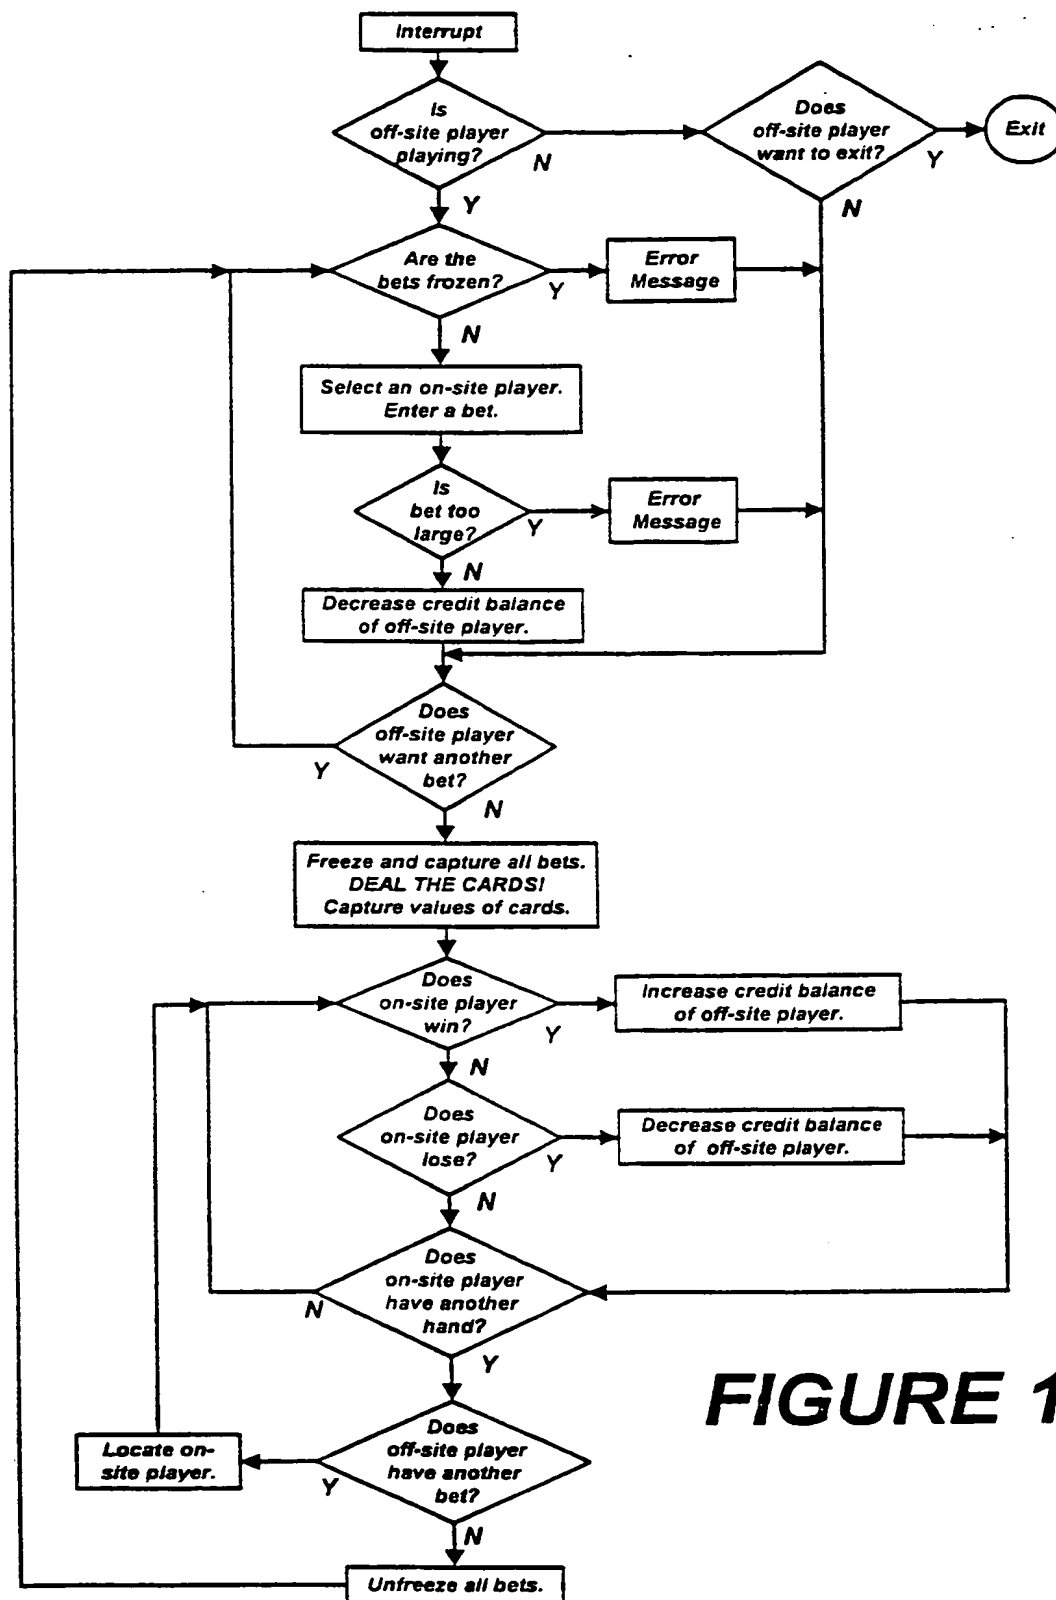 Interrupt
Is
off-site player
playing?
N
Y
Does
off-site player
want to exit?
Y
N
Exit
Are the
bets frozen?
Y
N
Error
Message
Select an on-site player.
Enter a bet.
Is
bet too
large?
Y
N
Error
Message
Decrease credit balance
of off-site player.
Does
off-site player
want another
bet?
Y
N
Freeze and capture all bets.
DEAL THE CARDS!
Capture values of cards.
Does
on-site player
win?
Y
N
Increase credit balance
of off-site player.
Does
on-site player
lose?
Y
N
Decrease credit balance
of off-site player.
Does
on-site player
have another
hand?
N
Y
Does
off-site player
have another
bet?
Y
N
Locate on-
site player.
Unfreeze all bets.
FIGURE 1